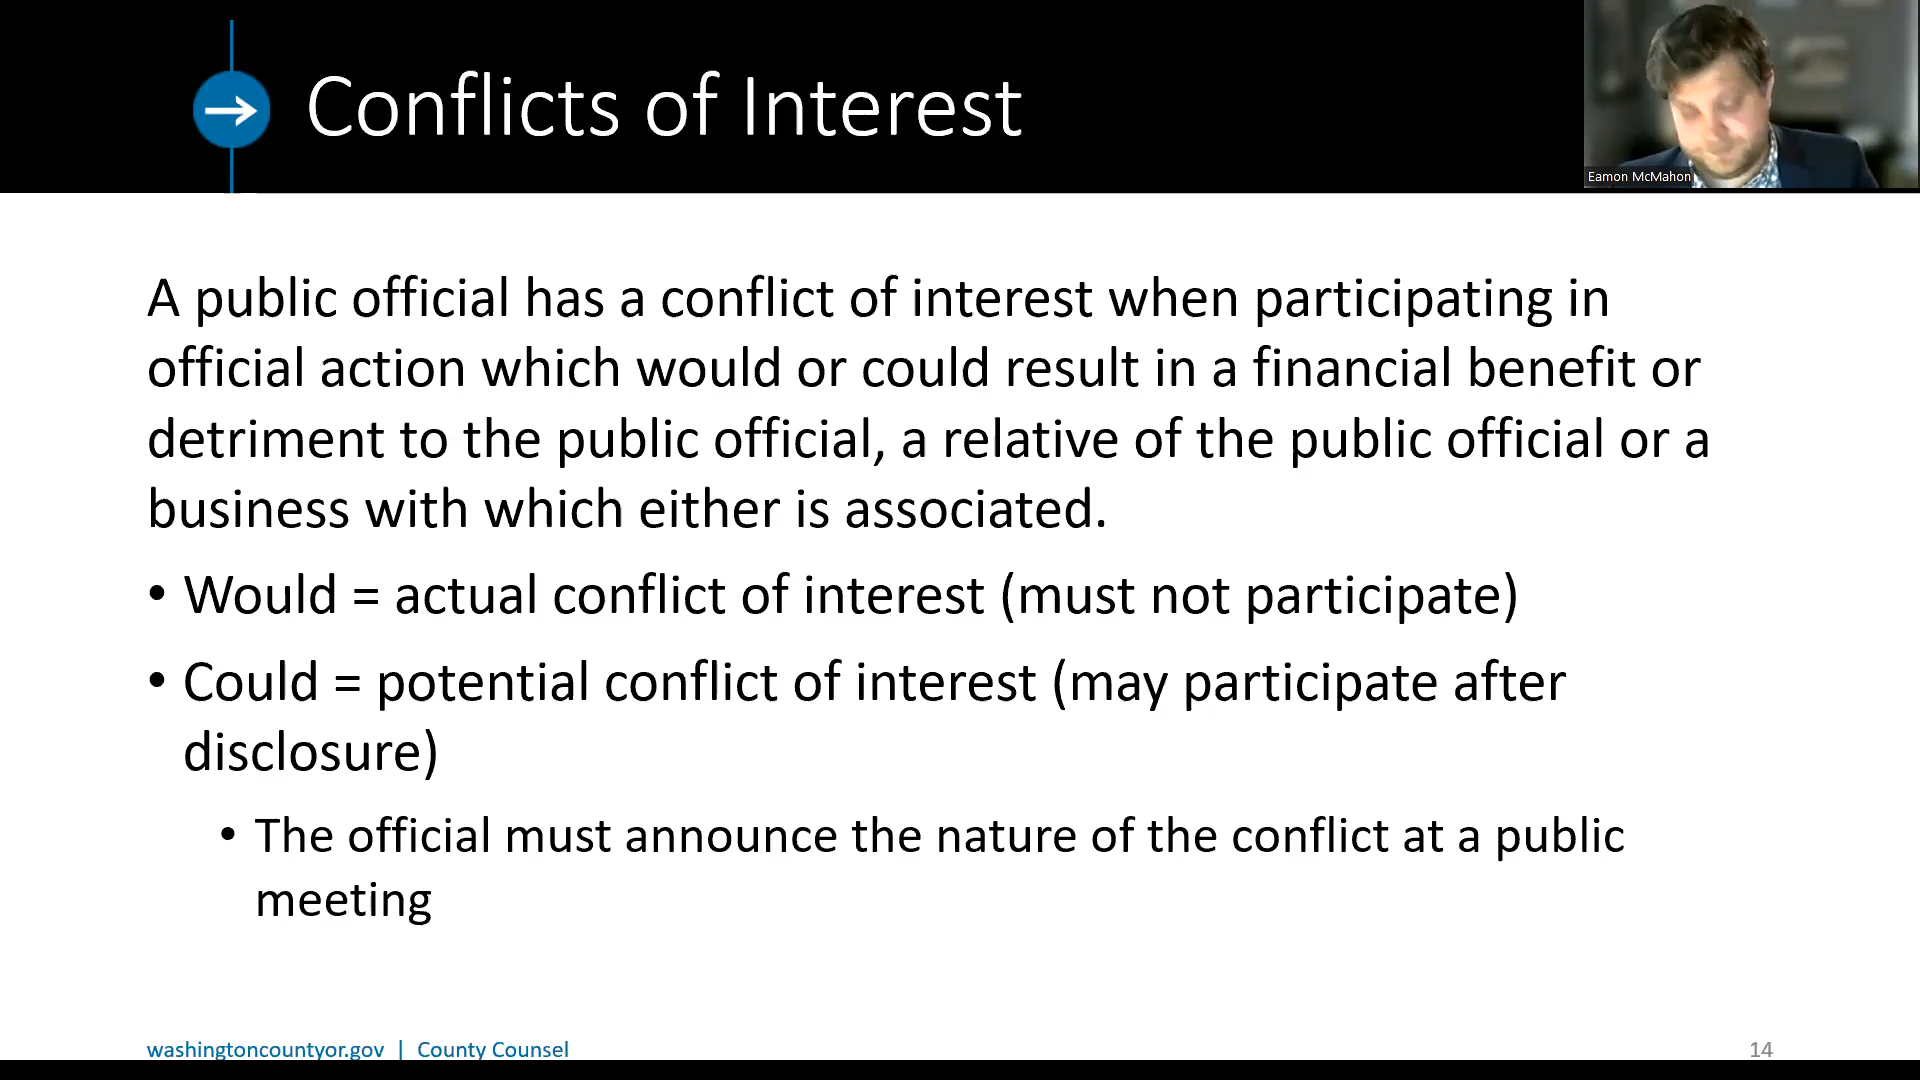 Conflicts of Interest
Eamon McMahon
A public official has a conflict of interest when participating in
official action which would or could result in a financial benefit or
detriment to the public official, a relative of the public official or a
business with which either is associated.
• Would = actual conflict of interest (must not participate)
• Could = potential conflict of interest (may participate after
disclosure)
• The official must announce the nature of the conflict at a public
meeting
washingtoncountyor.gov | County Counsel
14